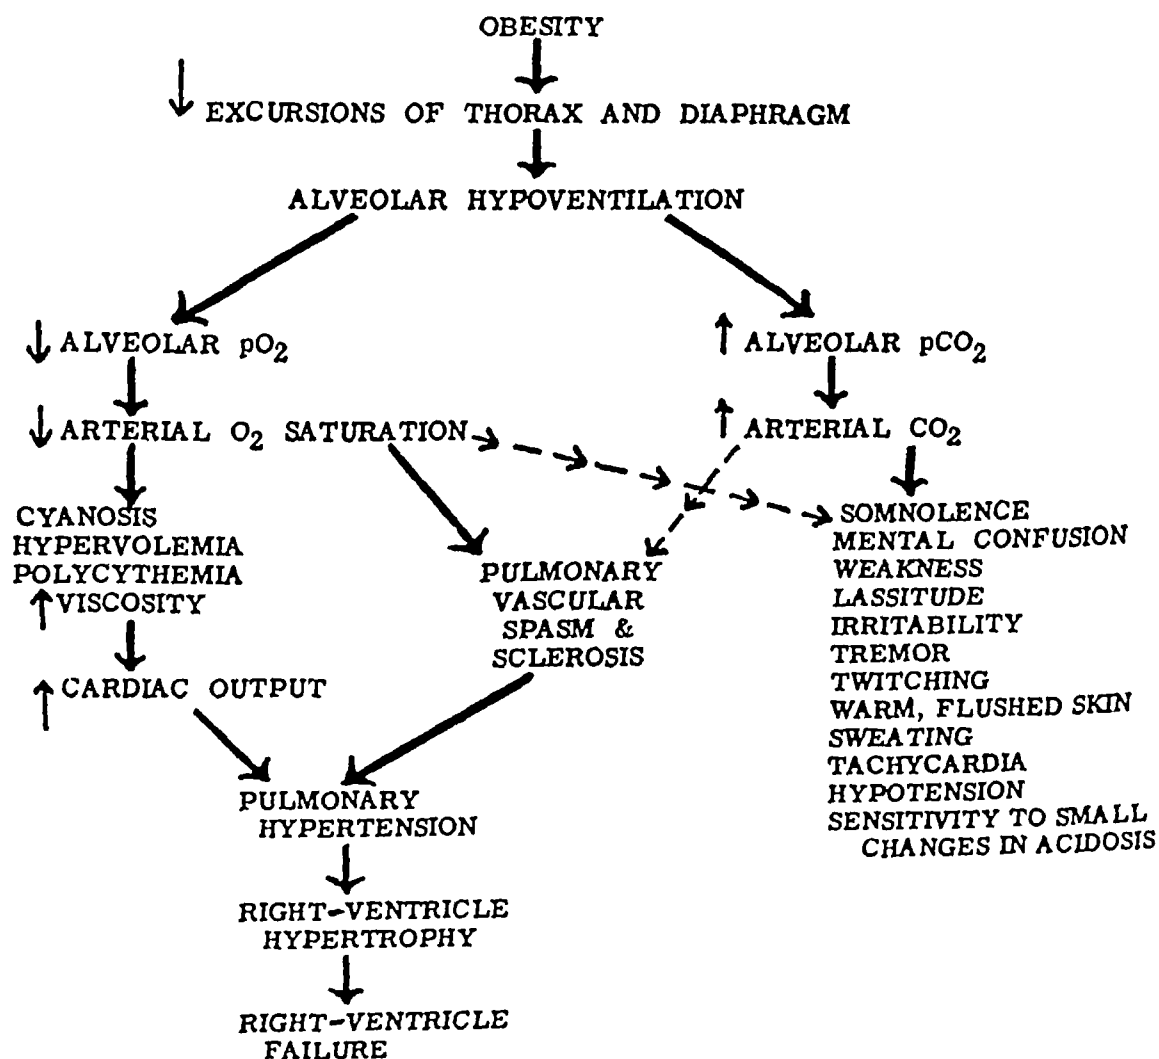 OBESITY
↓ EXCURSIONS OF THORAX AND DIAPHRAGM
ALVEOLAR HYPOVENTILATION
↓ ALVEOLAR pO₂
↑ ALVEOLAR pCO₂
↓ ARTERIAL O₂ SATURATION
↑ ARTERIAL CO₂
CYANOSIS
HYPERVOLEMIA
POLYCYTHEMIA
↑ VISCOSITY
↑ CARDIAC OUTPUT
PULMONARY
VASCULAR
SPASM &
SCLEROSIS
SOMNOLENCE
MENTAL CONFUSION
WEAKNESS
LASSITUDE
IRRITABILITY
TREMOR
TWITCHING
WARM, FLUSHED SKIN
SWEATING
TACHYCARDIA
HYPOTENSION
SENSITIVITY TO SMALL
CHANGES IN ACIDOSIS
PULMONARY
HYPERTENSION
RIGHT-VENTRICLE
HYPERTROPHY
RIGHT-VENTRICLE
FAILURE